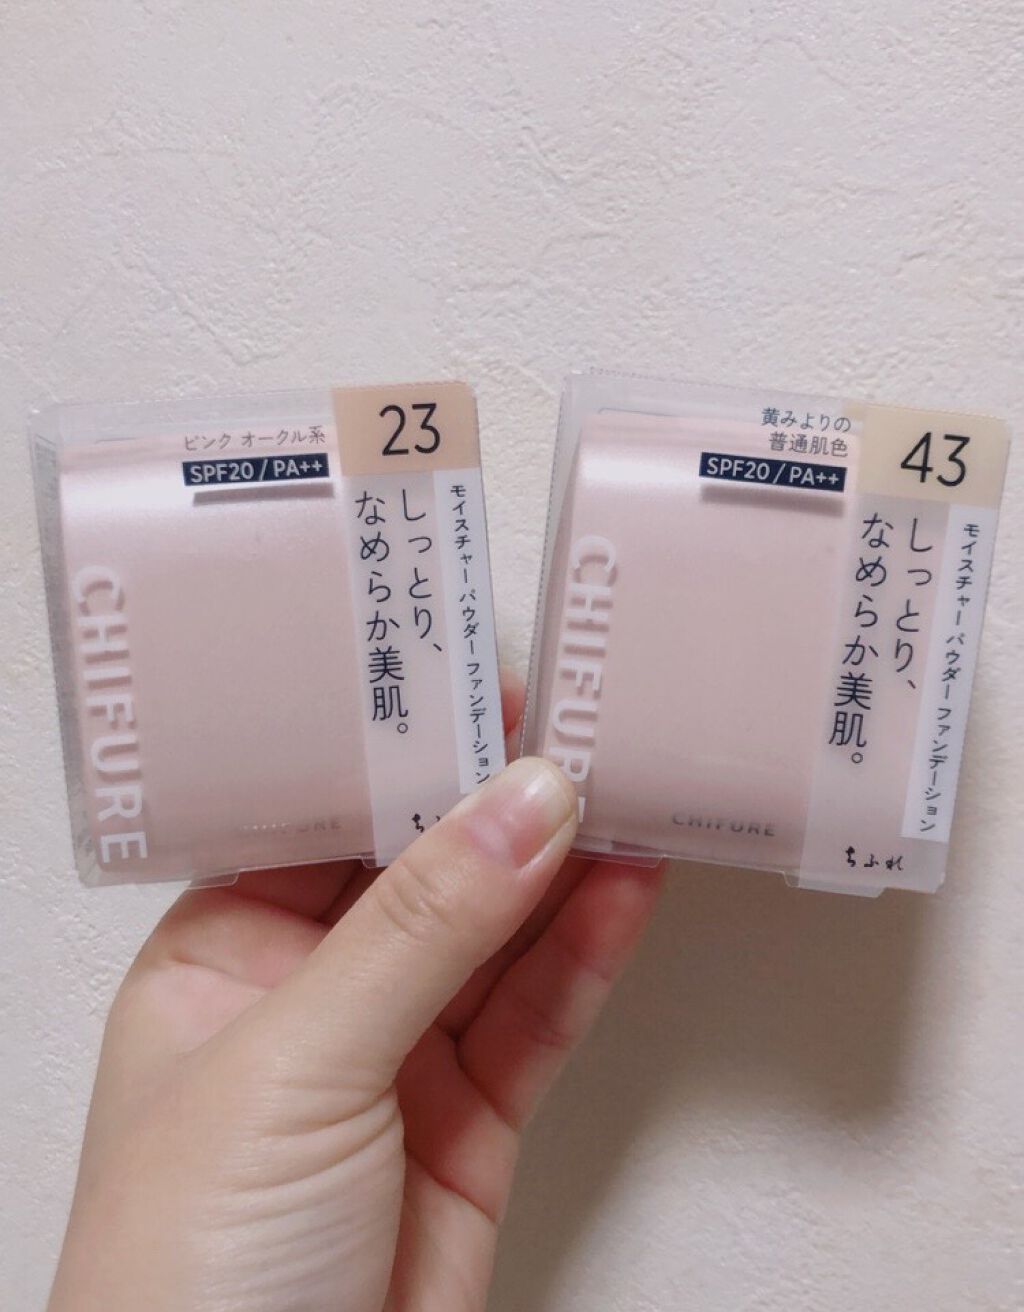 23
ピンク オークル系
SPF20/PA++
しっとり、
なめらか美肌。
モイスチャー パウダー ファンデーション
CHIFURE
43
黄みよりの
普通肌色
SPF20/PA++
しっとり、
なめらか美肌。
モイスチャー パウダー ファンデーション
CHIFURE
CHIFURE
ちふれ